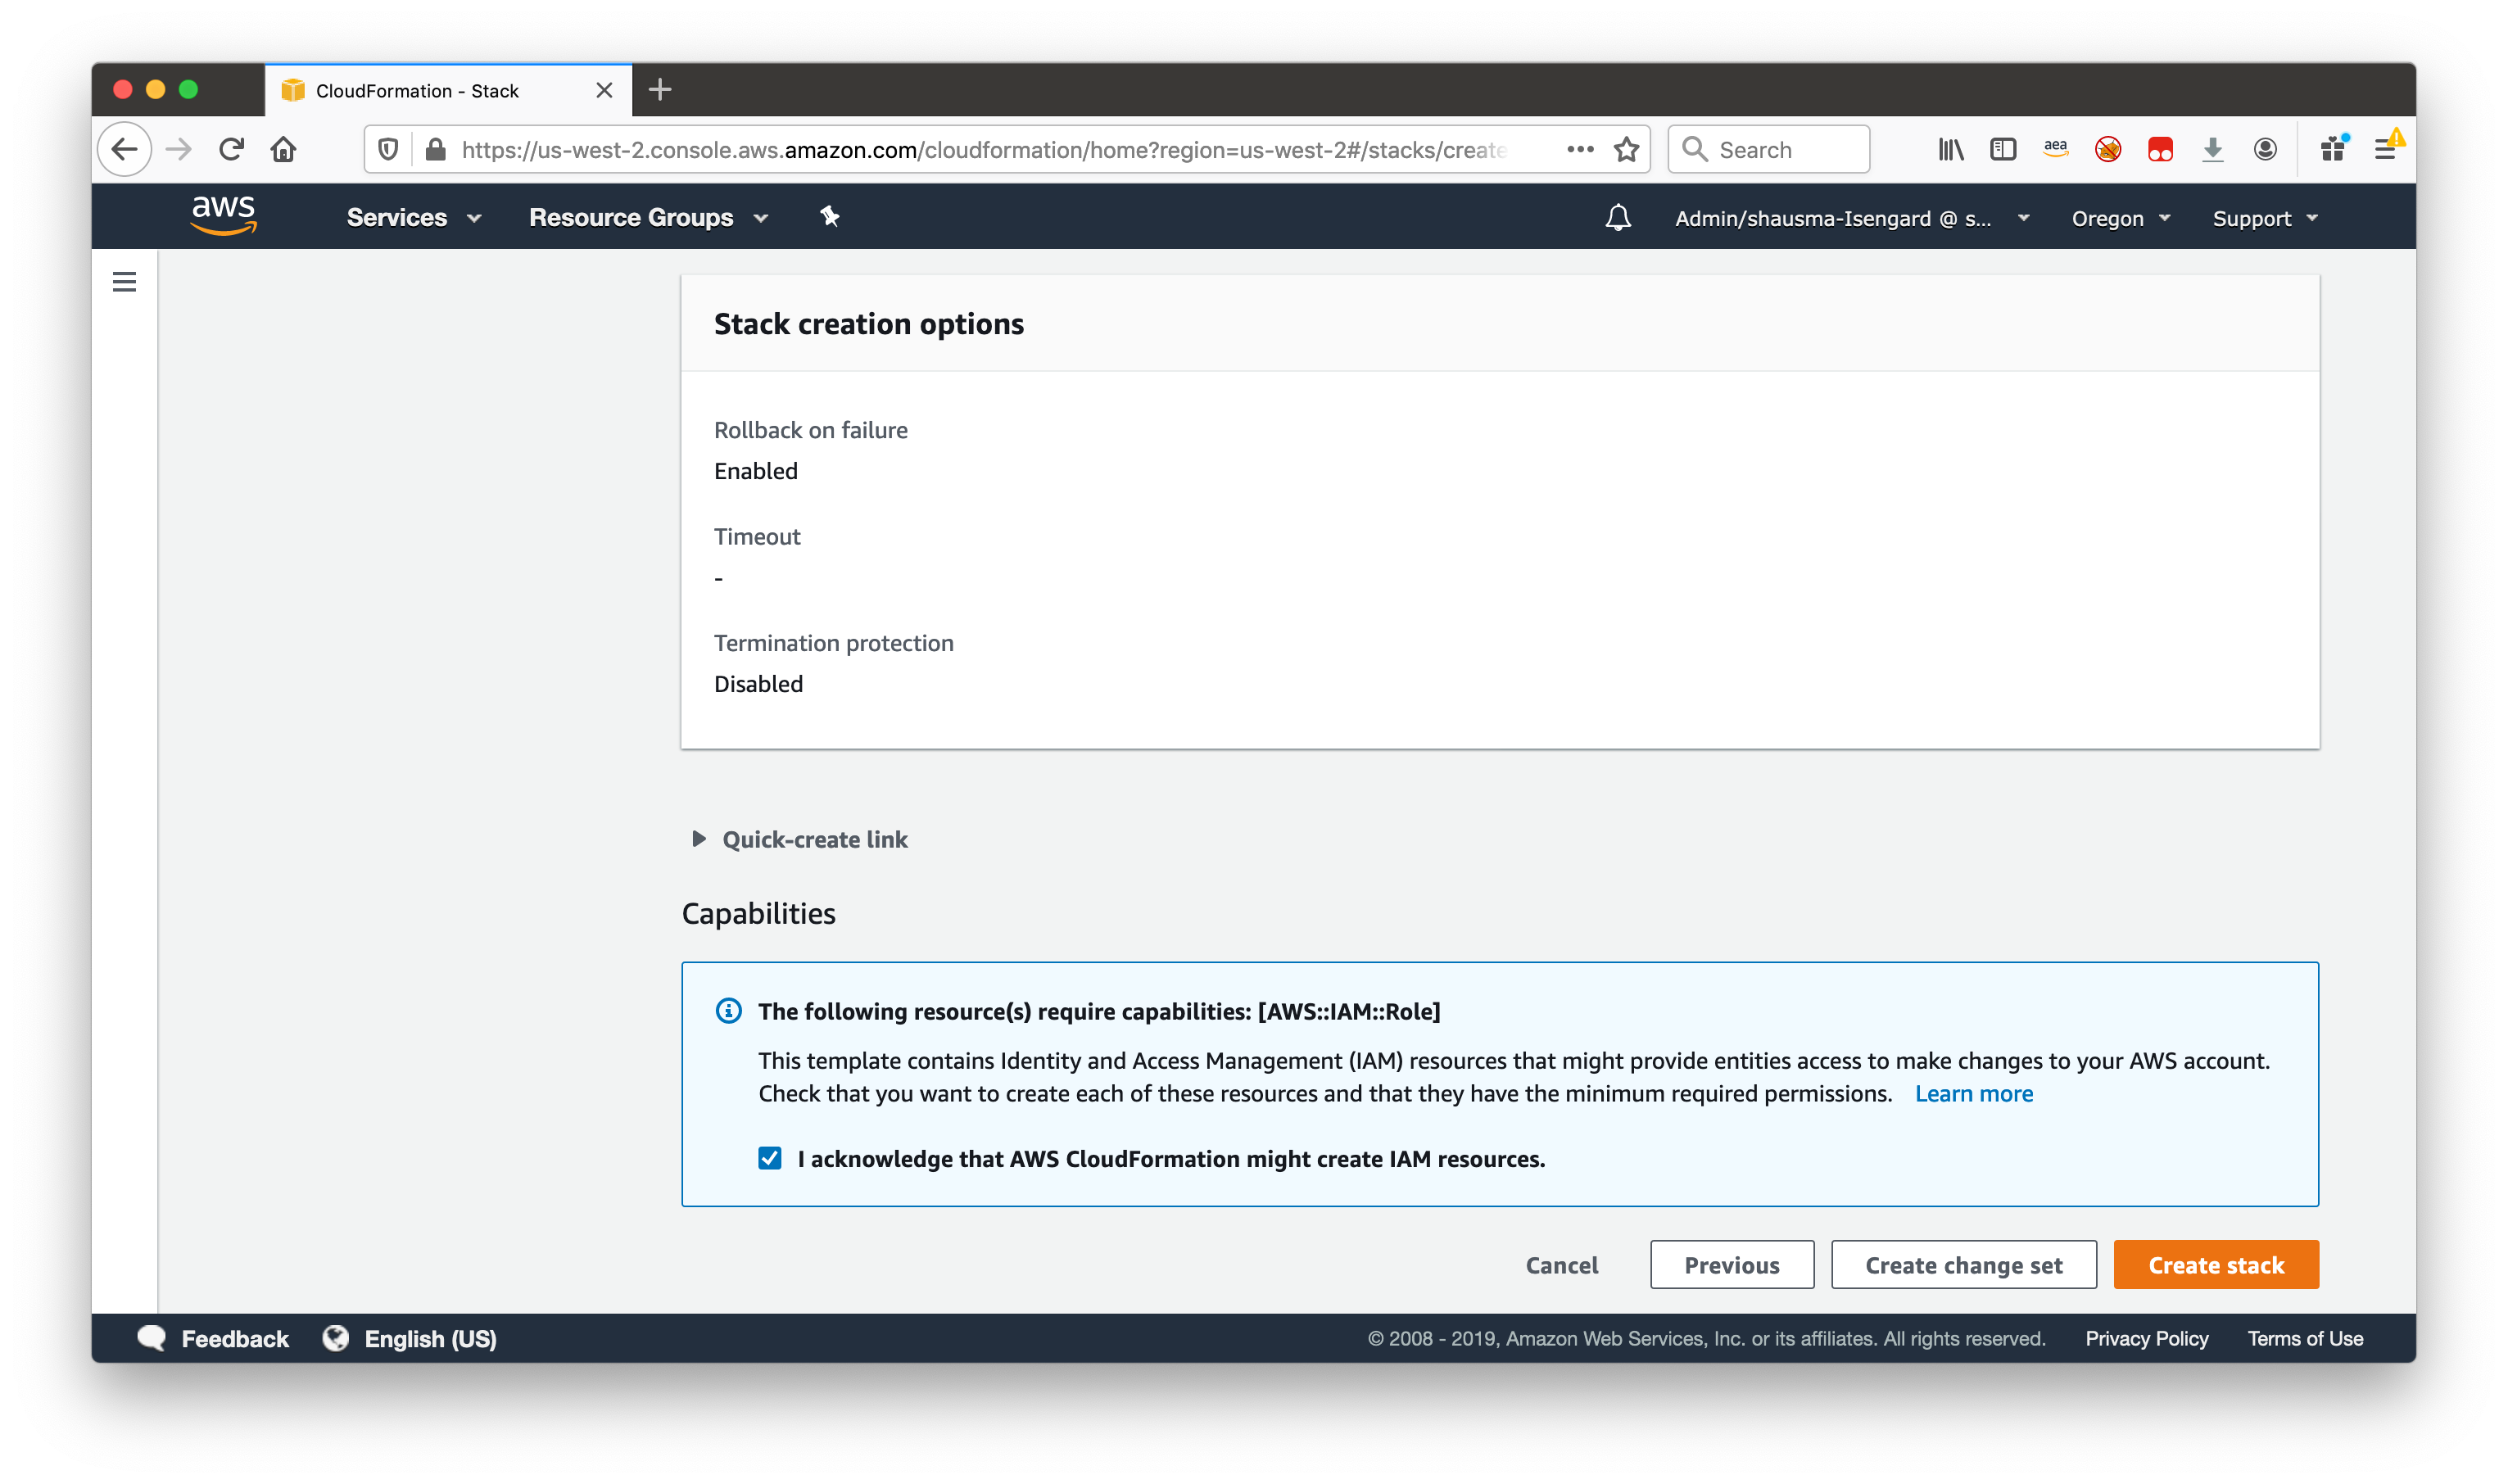 CloudFormation - Stack
https://us-west-2.console.aws.amazon.com/cloudformation/home?region=us-west-2#/stacks/create
Search
aea
aws
Services
Resource Groups
Admin/shausma-Isengard @ s...
Oregon
Support
Stack creation options
Rollback on failure
Enabled
Timeout
-
Termination protection
Disabled
Quick-create link
Capabilities
The following resource(s) require capabilities: [AWS::IAM::Role]
This template contains Identity and Access Management (IAM) resources that might provide entities access to make changes to your AWS account.
Check that you want to create each of these resources and that they have the minimum required permissions. Learn more
I acknowledge that AWS CloudFormation might create IAM resources.
Cancel
Previous
Create change set
Create stack
Feedback
English (US)
© 2008 - 2019, Amazon Web Services, Inc. or its affiliates. All rights reserved.
Privacy Policy
Terms of Use